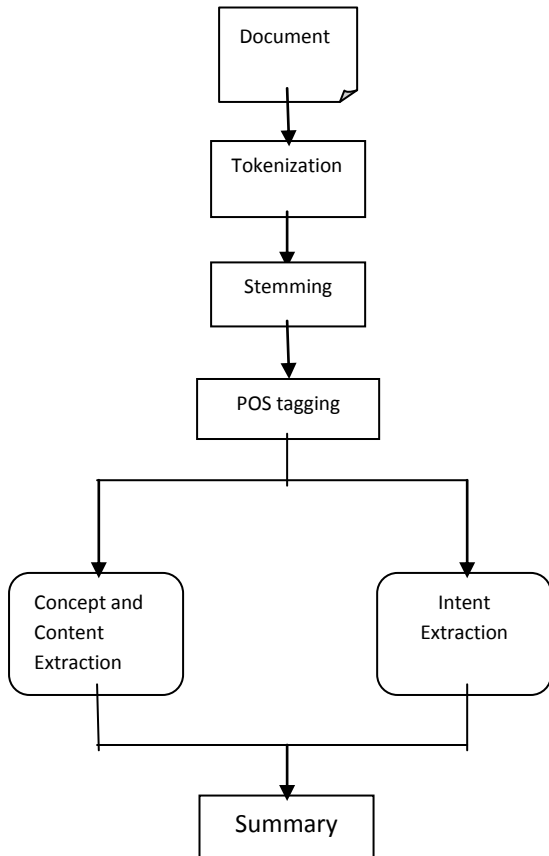 Document
Tokenization
Stemming
POS tagging
Concept and
Content
Extraction
Intent
Extraction
Summary